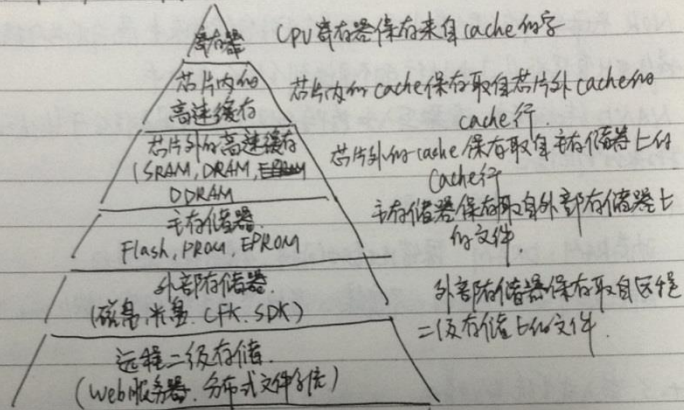 寄存器
CPU寄存器保存来自cache的字
芯片内的
高速缓存
芯片内的cache保存取自芯片外cache的
cache行.
芯片外的高速缓存
(SRAM, DRAM,
DDRAM
芯片外的cache保存取自主存储器上的
Cache行
主存储器
Flash, PROM, EPROM
主存储器保存取自外部存储器上
的文件.
外部存储器.
(磁盘, 光盘. CFK. SDK)
外部存储器保存取自远程
二级存储上的文件.
远程二级存储.
(Web服务器. 分布式文件系统)